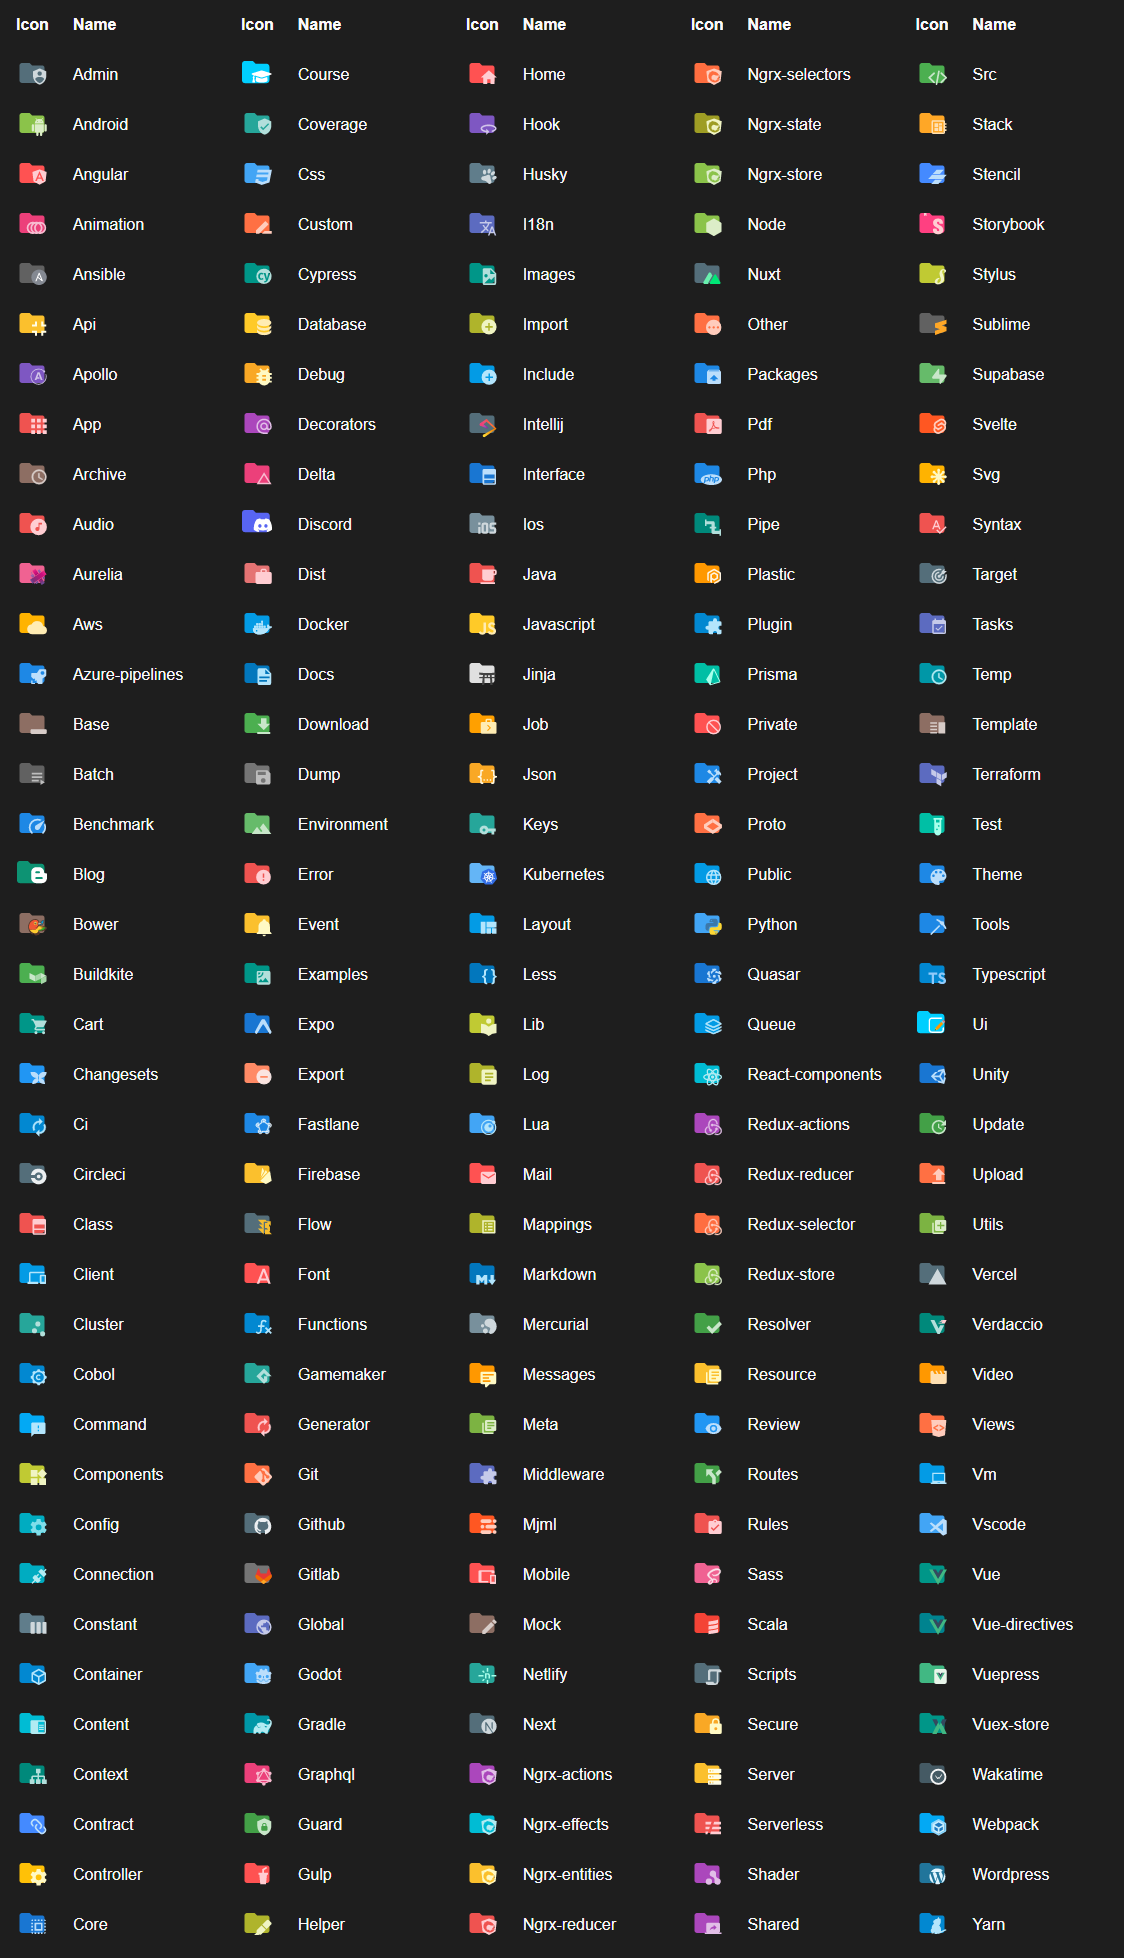 Icon Name Icon Name Icon Name Icon Name Icon Name
Admin Course Home Ngrx-selectors Src
Android Coverage Hook Ngrx-state Stack
Angular Css Husky Ngrx-store Stencil
Animation Custom I18n Node Storybook
Ansible Cypress Images Nuxt Stylus
Api Database Import Other Sublime
Apollo Debug Include Packages Supabase
App Decorators Intellij Pdf Svelte
Archive Delta Interface Php Svg
Audio Discord Ios Pipe Syntax
Aurelia Dist Java Plastic Target
Aws Docker Javascript Plugin Tasks
Azure-pipelines Docs Jinja Prisma Temp
Base Download Job Private Template
Batch Dump Json Project Terraform
Benchmark Environment Keys Proto Test
Blog Error Kubernetes Public Theme
Bower Event Layout Python Tools
Buildkite Examples Less Quasar Typescript
Cart Expo Lib Queue Ui
Changesets Export Log React-components Unity
Ci Fastlane Lua Redux-actions Update
Circleci Firebase Mail Redux-reducer Upload
Class Flow Mappings Redux-selector Utils
Client Font Markdown Redux-store Vercel
Cluster Functions Mercurial Resolver Verdaccio
Cobol Gamemaker Messages Resource Video
Command Generator Meta Review Views
Components Git Middleware Routes Vm
Config Github Mjml Rules Vscode
Connection Gitlab Mobile Sass Vue
Constant Global Mock Scala Vue-directives
Container Godot Netlify Scripts Vuepress
Content Gradle Next Secure Vuex-store
Context Graphql Ngrx-actions Server Wakatime
Contract Guard Ngrx-effects Serverless Webpack
Controller Gulp Ngrx-entities Shader Wordpress
Core Helper Ngrx-reducer Shared Yarn